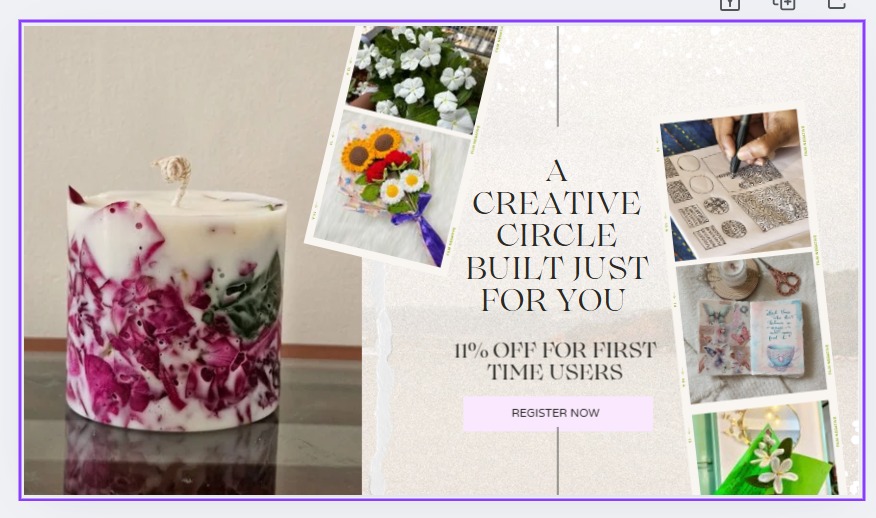 A
CREATIVE
CIRCLE
BUILT JUST
FOR YOU
11% OFF FOR FIRST
TIME USERS
REGISTER NOW